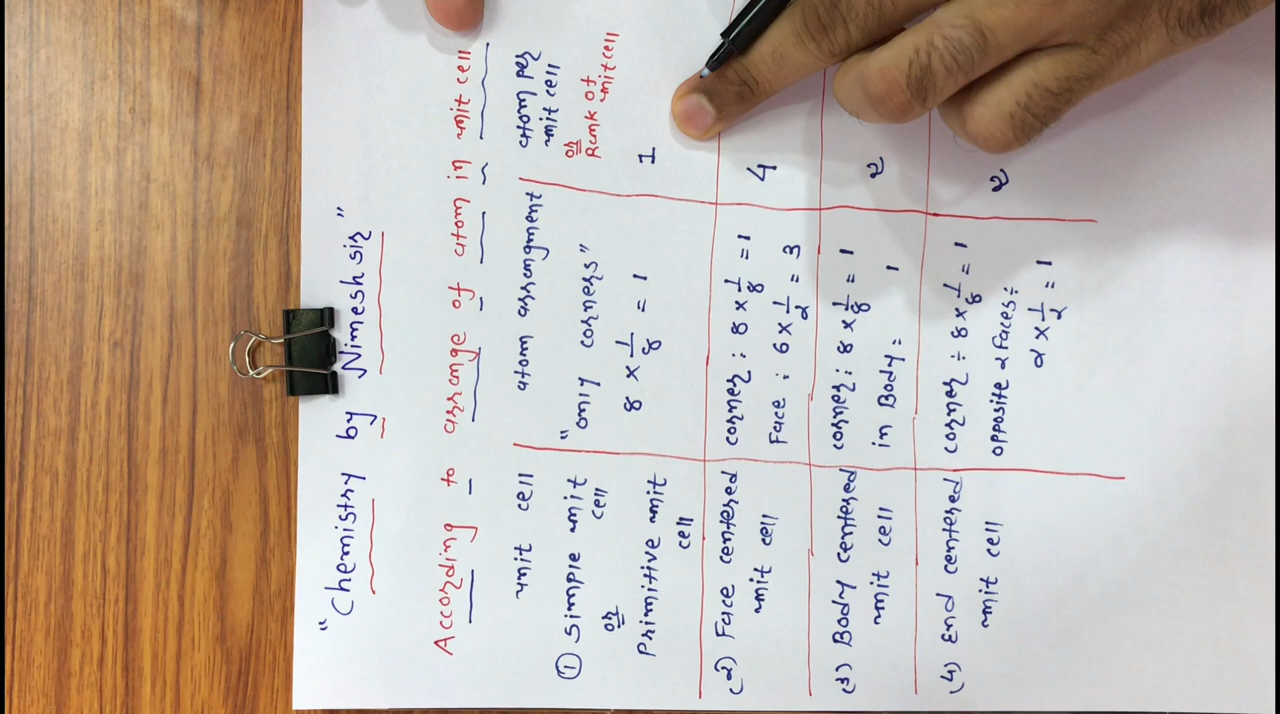 "Chemistry by Nimesh sir"
According to arrange of atom in unit cell
unit cell
atom arrangment
atom per
unit cell
or
Rank of
unit cell
① Simple unit
cell
or
Primitive unit
cell
"only corners"
8 × 1/8 = 1
1
(2) Face centered
unit cell
corner : 8 × 1/8 = 1
Face : 6 × 1/2 = 3
4
(3) Body centered
unit cell
corner : 8 × 1/8 = 1
in Body = 1
2
(4) End centered
unit cell
corner ÷ 8 × 1/8 = 1
opposite 2 Faces ÷
2 × 1/2 = 1
2